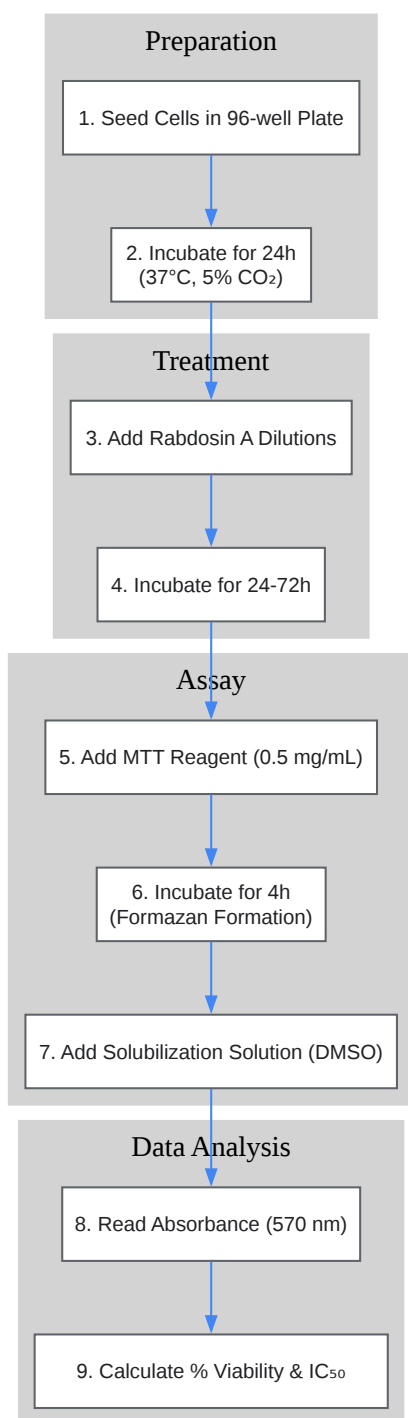 Preparation
1. Seed Cells in 96-well Plate
2. Incubate for 24h
(37°C, 5% CO₂)
Treatment
3. Add Rabdosin A Dilutions
4. Incubate for 24-72h
Assay
5. Add MTT Reagent (0.5 mg/mL)
6. Incubate for 4h
(Formazan Formation)
7. Add Solubilization Solution (DMSO)
Data Analysis
8. Read Absorbance (570 nm)
9. Calculate % Viability & IC₅₀